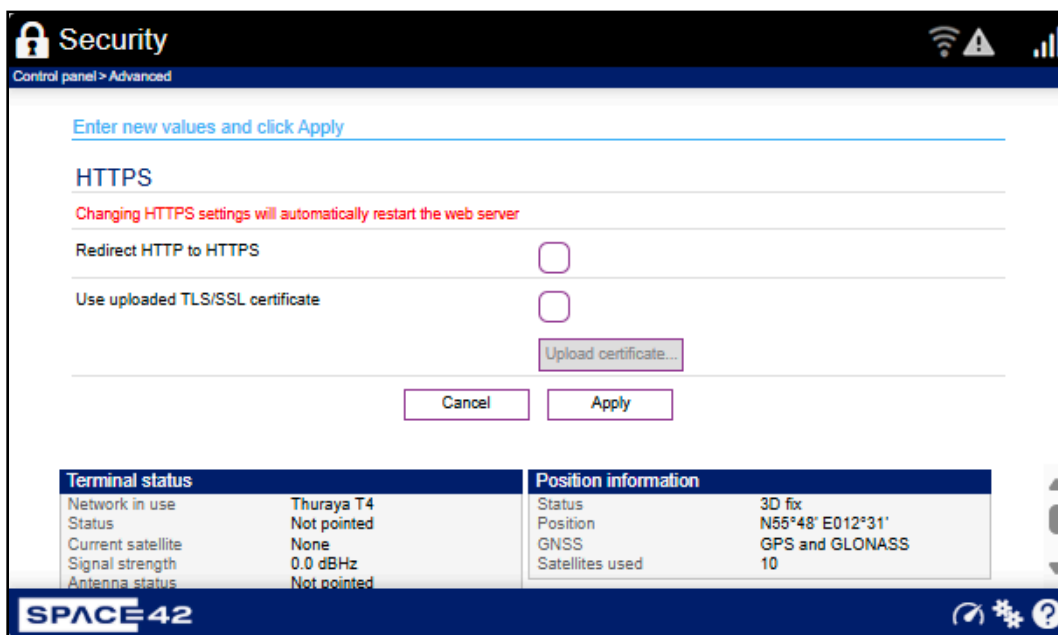 Security
Control panel > Advanced
Enter new values and click Apply
HTTPS
Changing HTTPS settings will automatically restart the web server
Redirect HTTP to HTTPS
Use uploaded TLS/SSL certificate
Upload certificate...
Cancel Apply
Terminal status
Network in use Thuraya T4
Status Not pointed
Current satellite None
Signal strength 0.0 dBHz
Antenna status Not pointed
Position information
Status 3D fix
Position N55°48' E012°31'
GNSS GPS and GLONASS
Satellites used 10
SPACE42